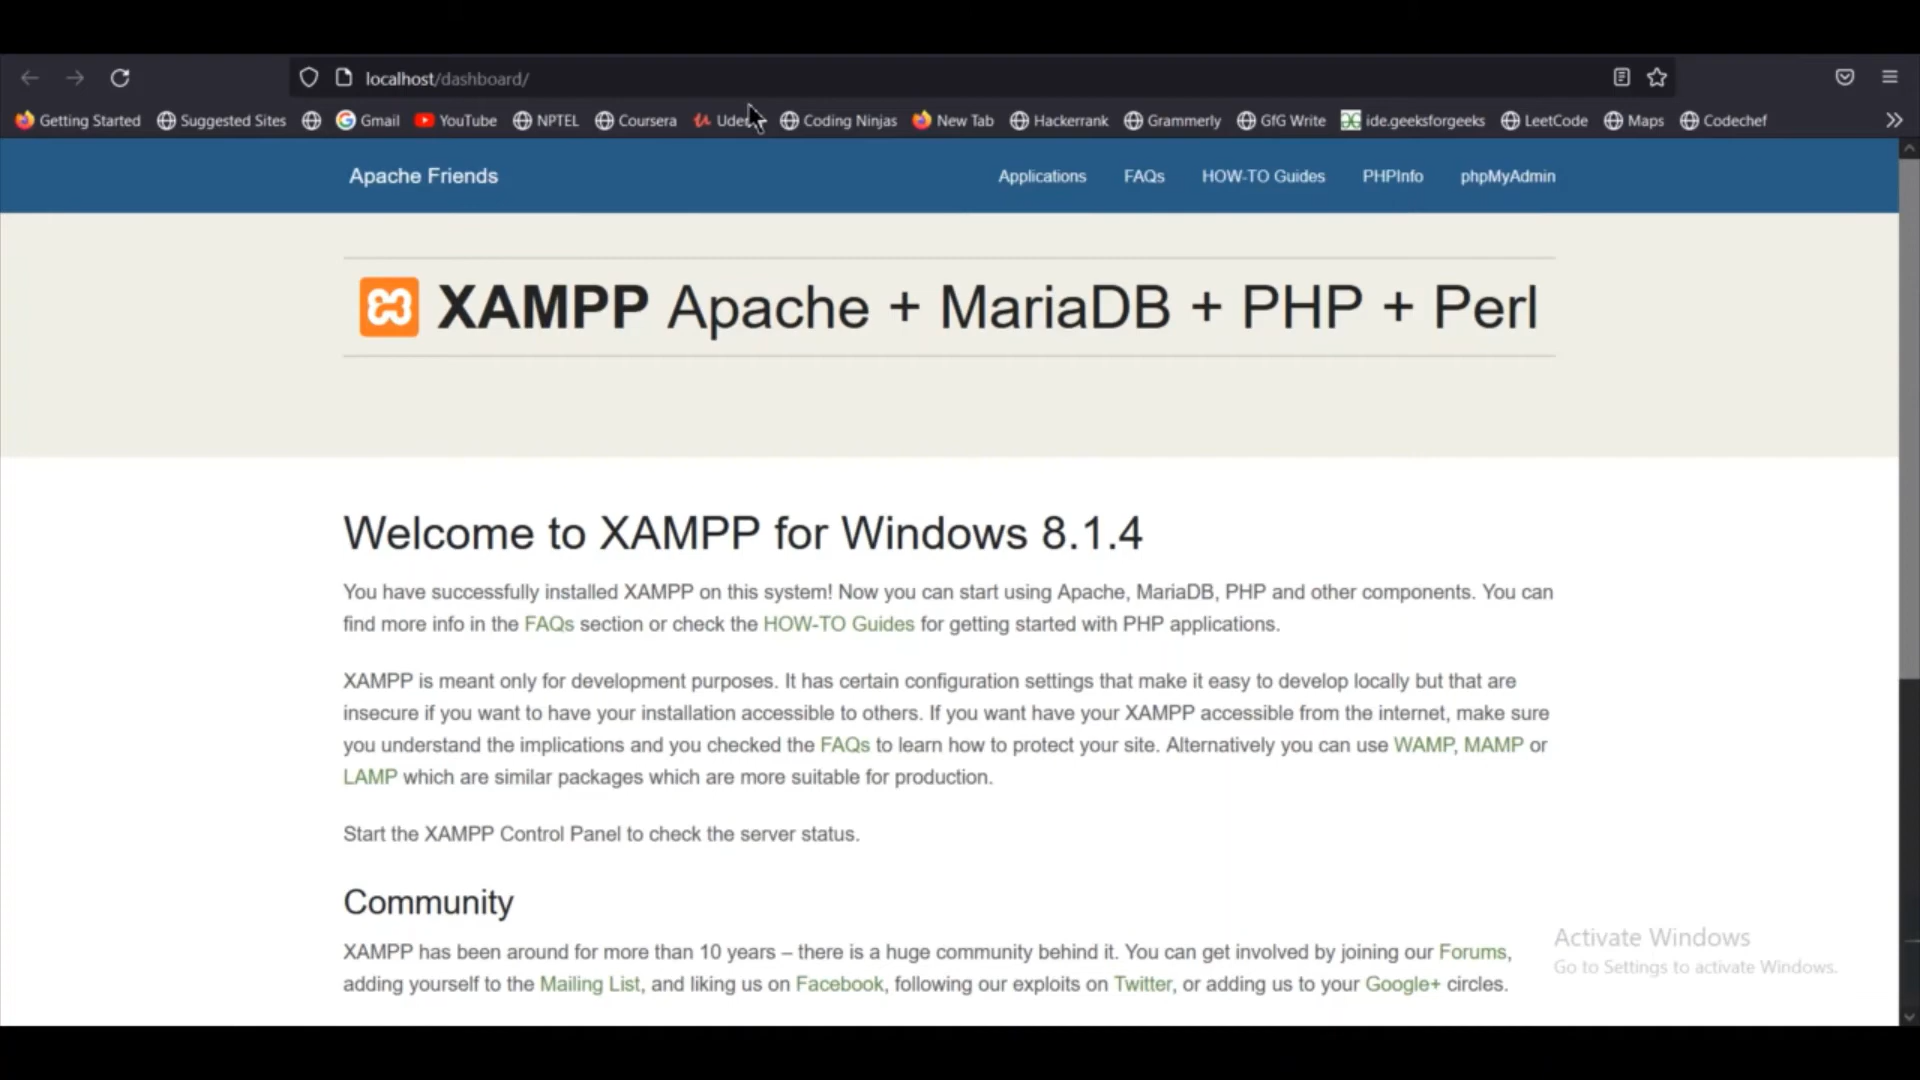 localhost/dashboard/
Getting Started Suggested Sites Gmail YouTube NPTEL Coursera Coding Ninjas New Tab Hackerrank Grammerly GfG Write ide.geeksforgeeks LeetCode Maps Codechef
Apache Friends Applications FAQs HOW-TO Guides PHPInfo phpMyAdmin
XAMPP Apache + MariaDB + PHP + Perl
Welcome to XAMPP for Windows 8.1.4
You have successfully installed XAMPP on this system! Now you can start using Apache, MariaDB, PHP and other components. You can
find more info in the FAQs section or check the HOW-TO Guides for getting started with PHP applications.
XAMPP is meant only for development purposes. It has certain configuration settings that make it easy to develop locally but that are
insecure if you want to have your installation accessible to others. If you want have your XAMPP accessible from the internet, make sure
you understand the implications and you checked the FAQs to learn how to protect your site. Alternatively you can use WAMP, MAMP or
LAMP which are similar packages which are more suitable for production.
Start the XAMPP Control Panel to check the server status.
Community
XAMPP has been around for more than 10 years – there is a huge community behind it. You can get involved by joining our Forums,
adding yourself to the Mailing List, and liking us on Facebook, following our exploits on Twitter, or adding us to your Google+ circles.
Activate Windows
Go to Settings to activate Windows.